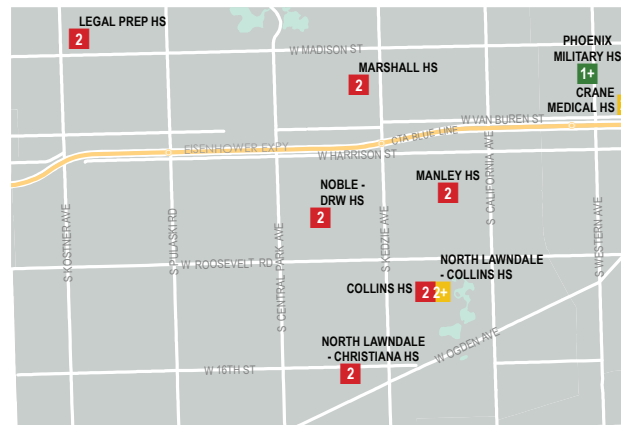 LEGAL PREP HS
2
W MADISON ST
PHOENIX
MILITARY HS
1+
MARSHALL HS
2
CRANE
MEDICAL HS
W VAN BUREN ST
CTA BLUE LINE
EISENHOWER EXPY
W HARRISON ST
S CALIFORNIA AVE
MANLEY HS
2
NOBLE -
DRW HS
2
S KOSTNER AVE
S PULASKI RD
S CENTRAL PARK AVE
S KEDZIE AVE
S WESTERN AVE
W ROOSEVELT RD
NORTH LAWNDALE
- COLLINS HS
COLLINS HS
2
2+
NORTH LAWNDALE
- CHRISTIANA HS
2
W OGDEN AVE
W 16TH ST